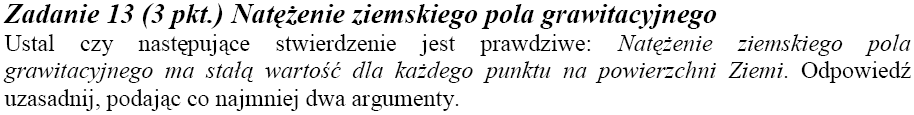 Zadanie 13 (3 pkt.) Natężenie ziemskiego pola grawitacyjnego
Ustal czy następujące stwierdzenie jest prawdziwe: Natężenie ziemskiego pola
grawitacyjnego ma stałą wartość dla każdego punktu na powierzchni Ziemi. Odpowiedź
uzasadnij, podając co najmniej dwa argumenty.